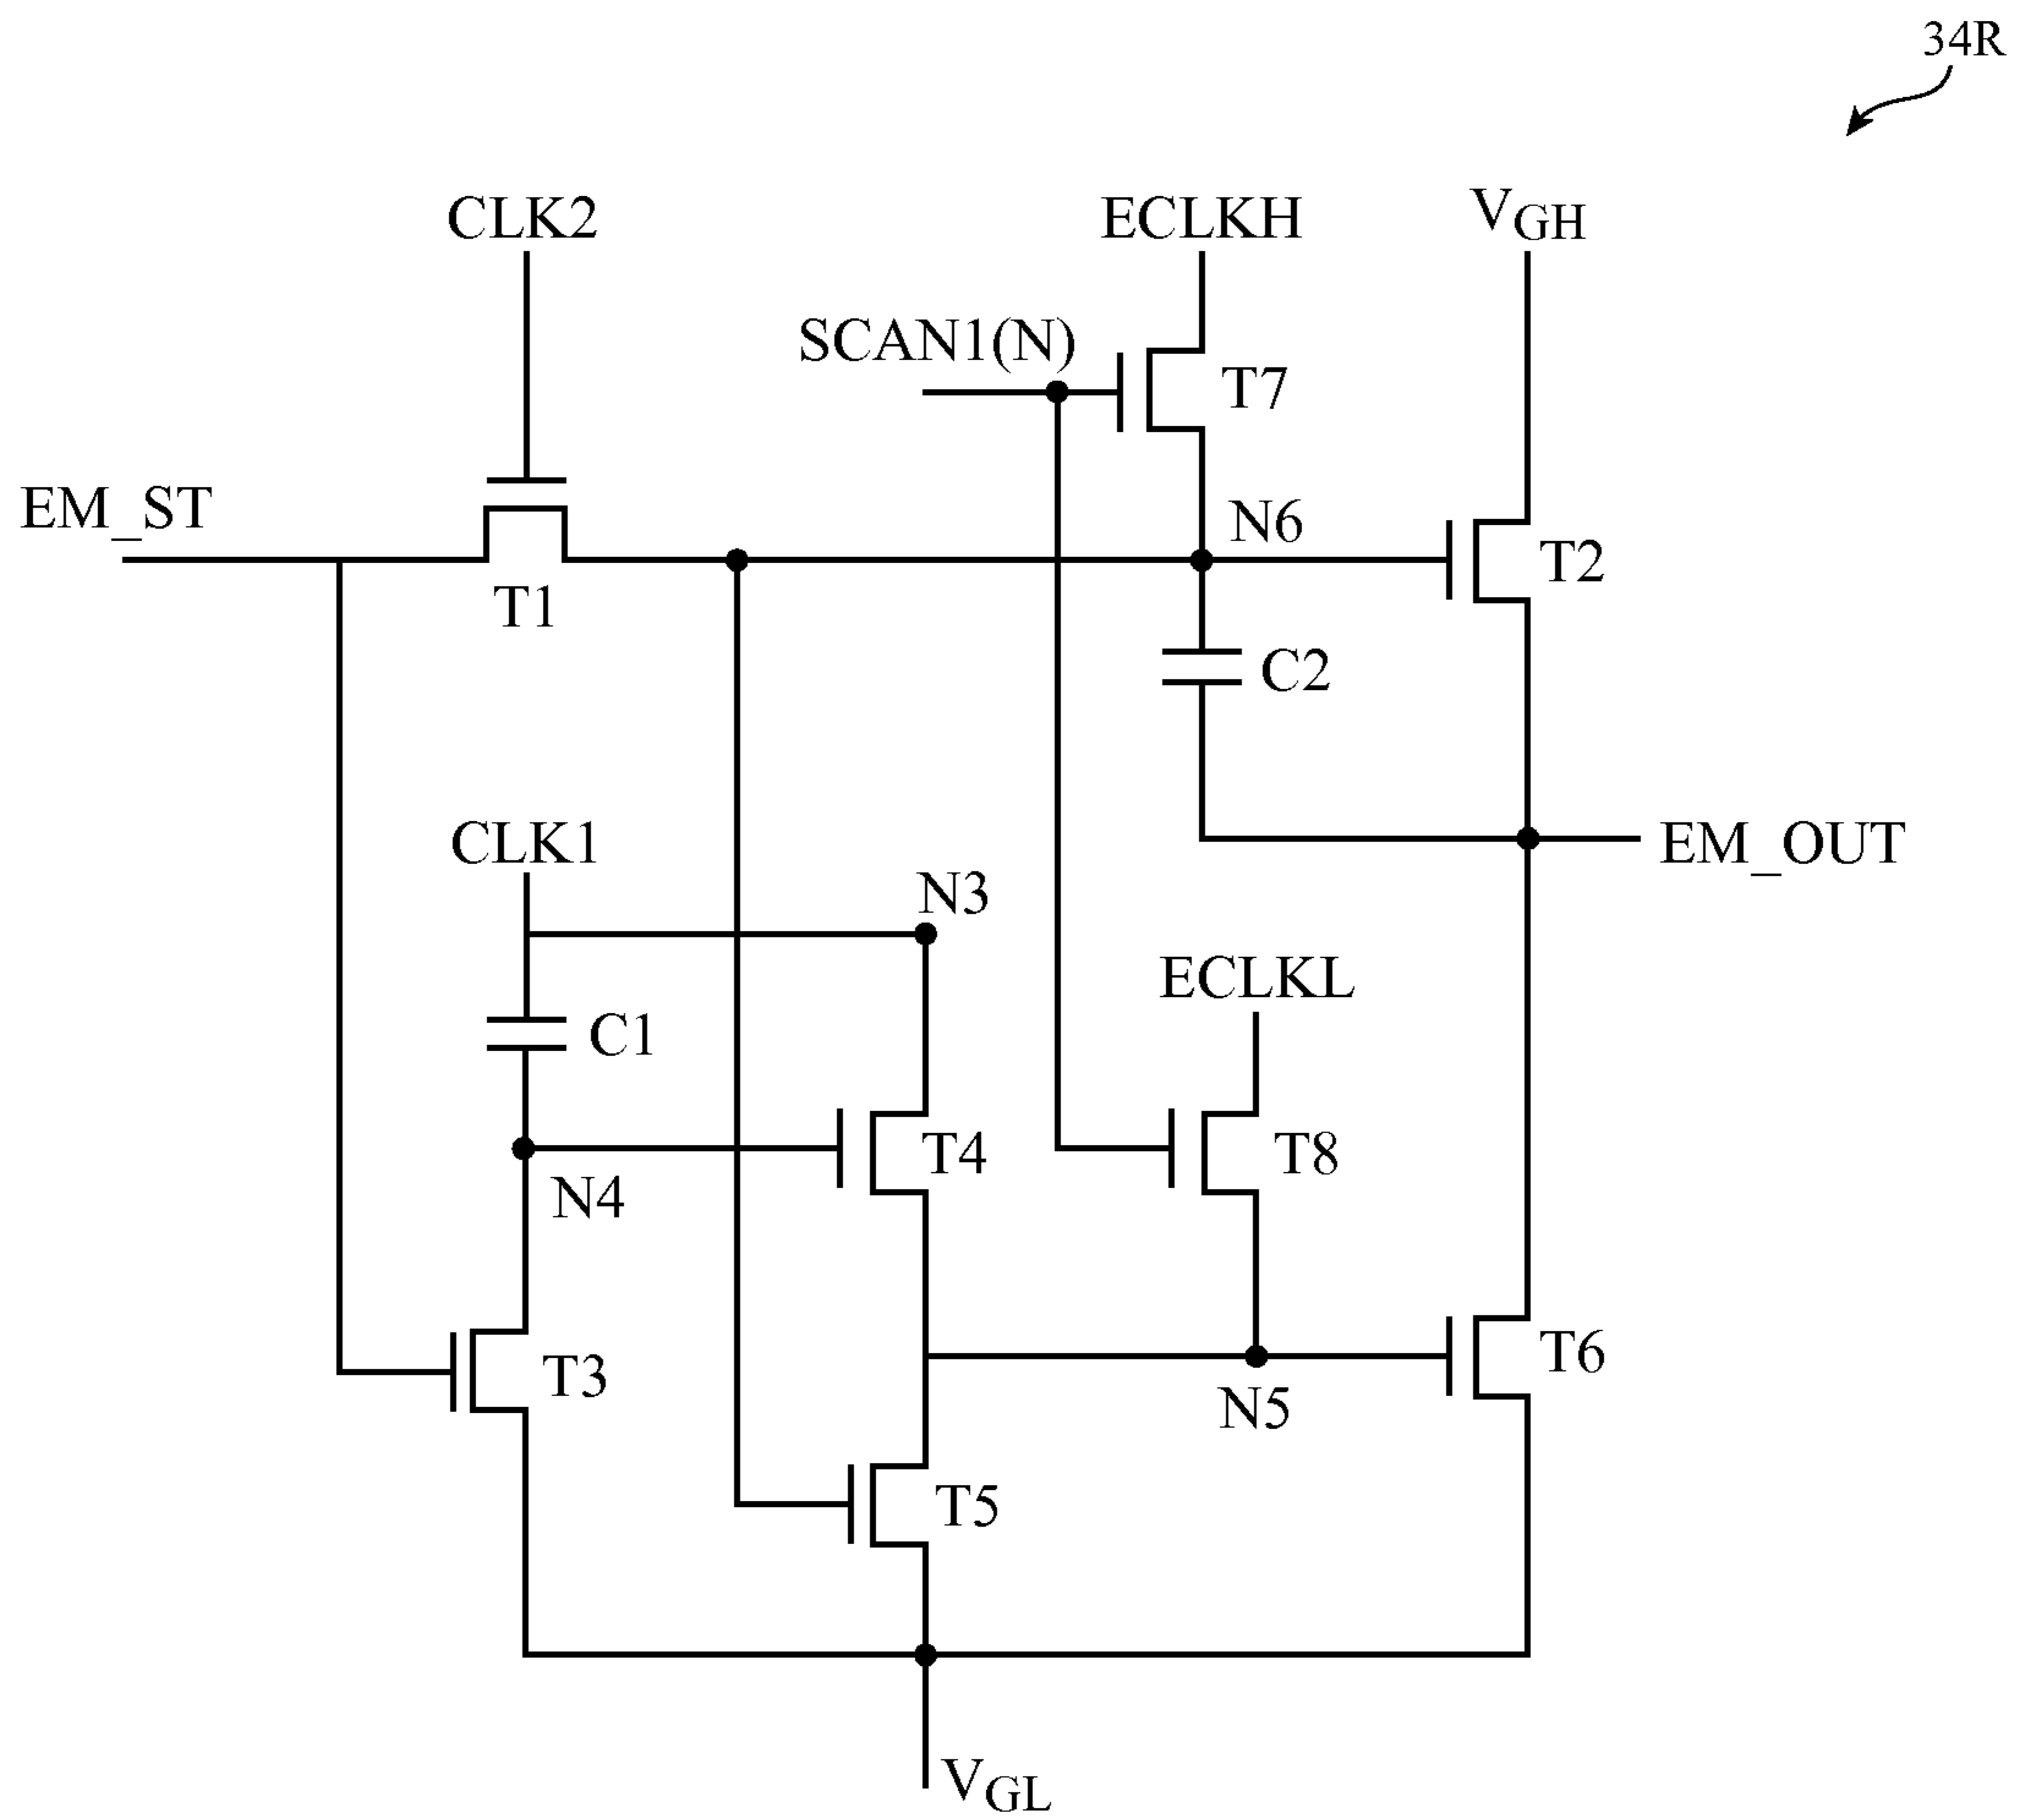 34R
CLK2
ECLKH
VGH
SCAN1(N)
T7
EM_ST
N6
T2
T1
C2
CLK1
EM_OUT
N3
ECLKL
C1
T4
T8
N4
T6
T3
N5
T5
VGL